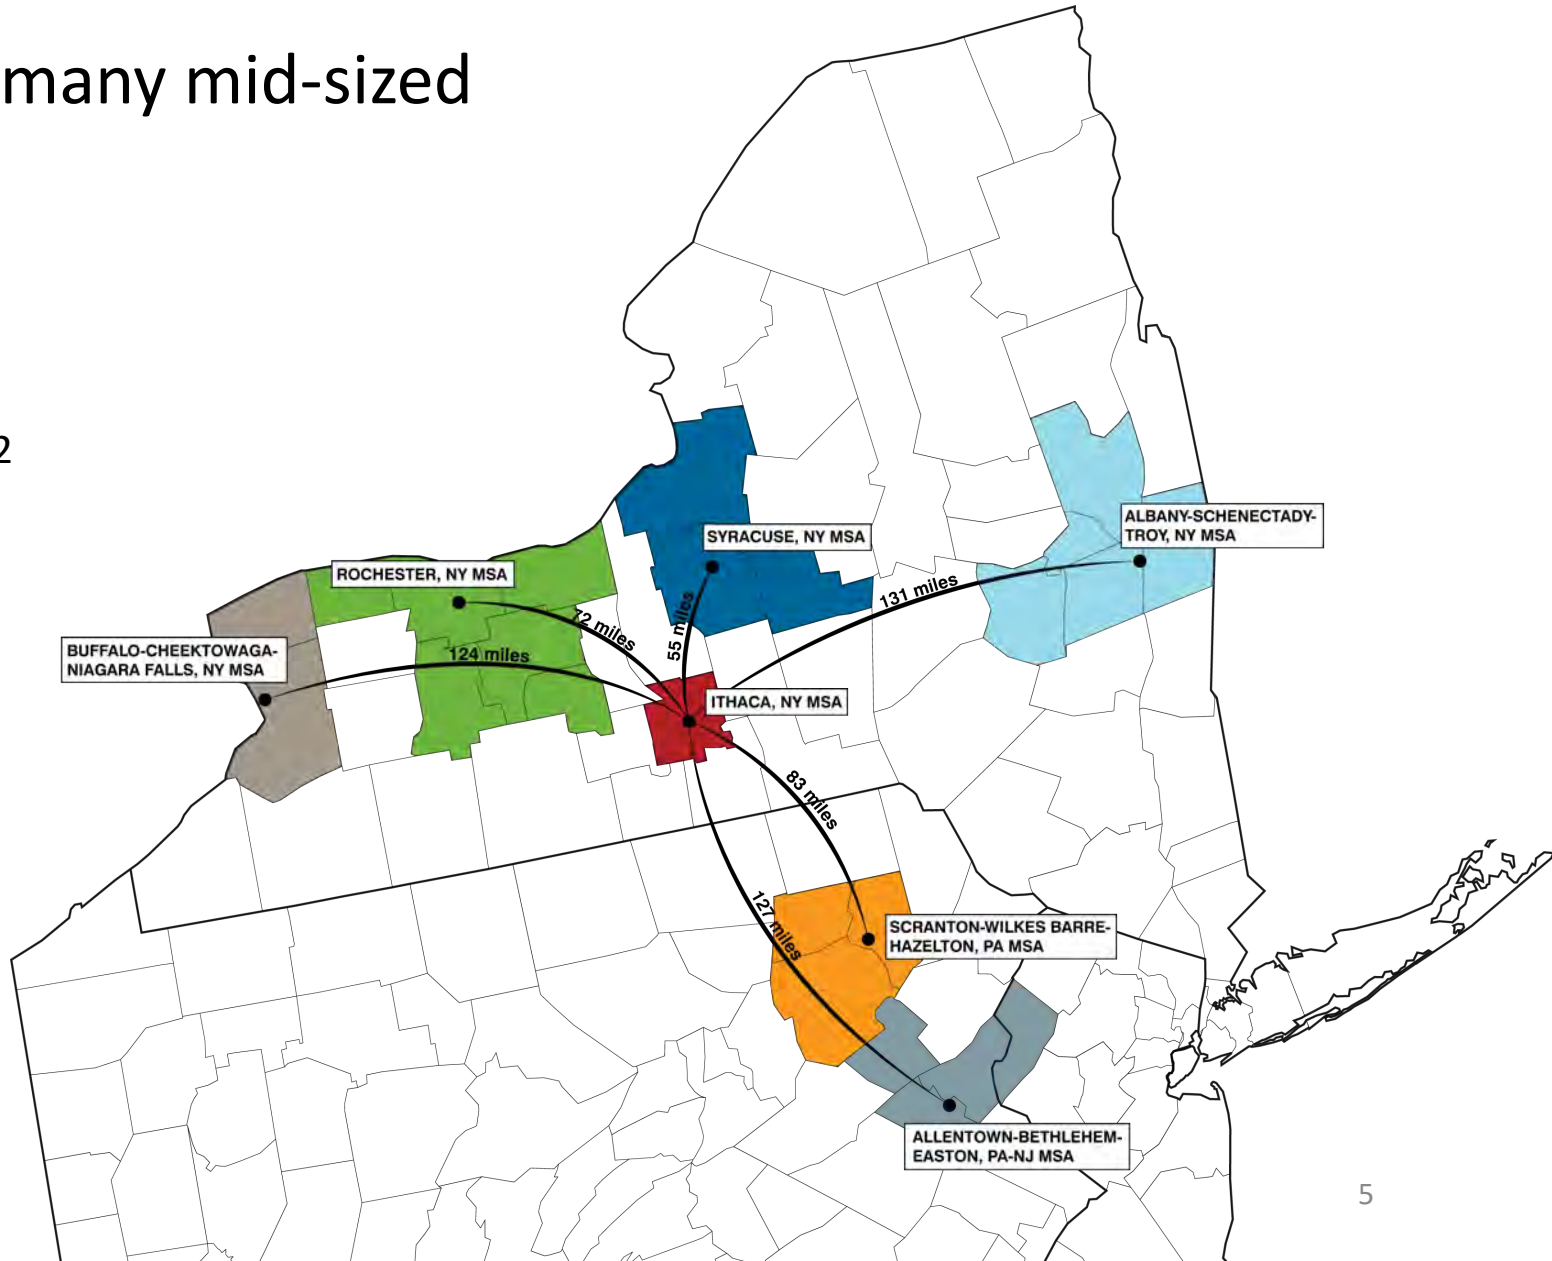 many mid-sized
2
SYRACUSE, NY MSA
ALBANY-SCHENECTADY-
TROY, NY MSA
ROCHESTER, NY MSA
131 miles
72 miles
55 miles
BUFFALO-CHEEKTOWAGA-
NIAGARA FALLS, NY MSA
124 miles
ITHACA, NY MSA
83 miles
127 miles
SCRANTON-WILKES BARRE-
HAZELTON, PA MSA
ALLENTOWN-BETHLEHEM-
EASTON, PA-NJ MSA
5